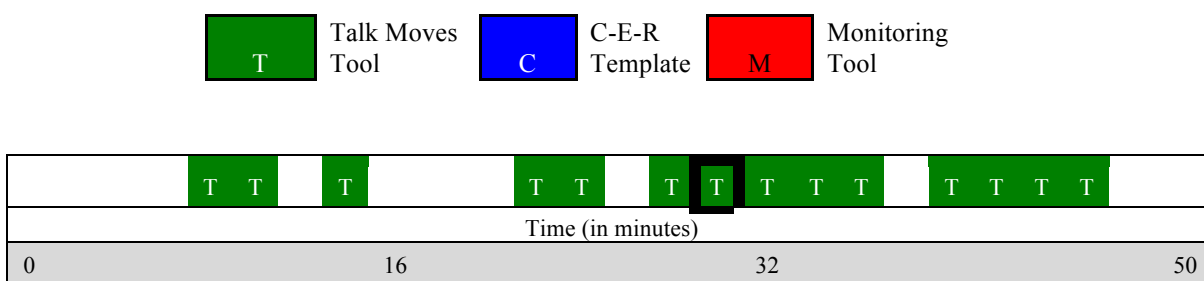 T Talk Moves Tool C C-E-R Template M Monitoring Tool
T T T T T T T T T T T T T T
Time (in minutes)
0 16 32 50